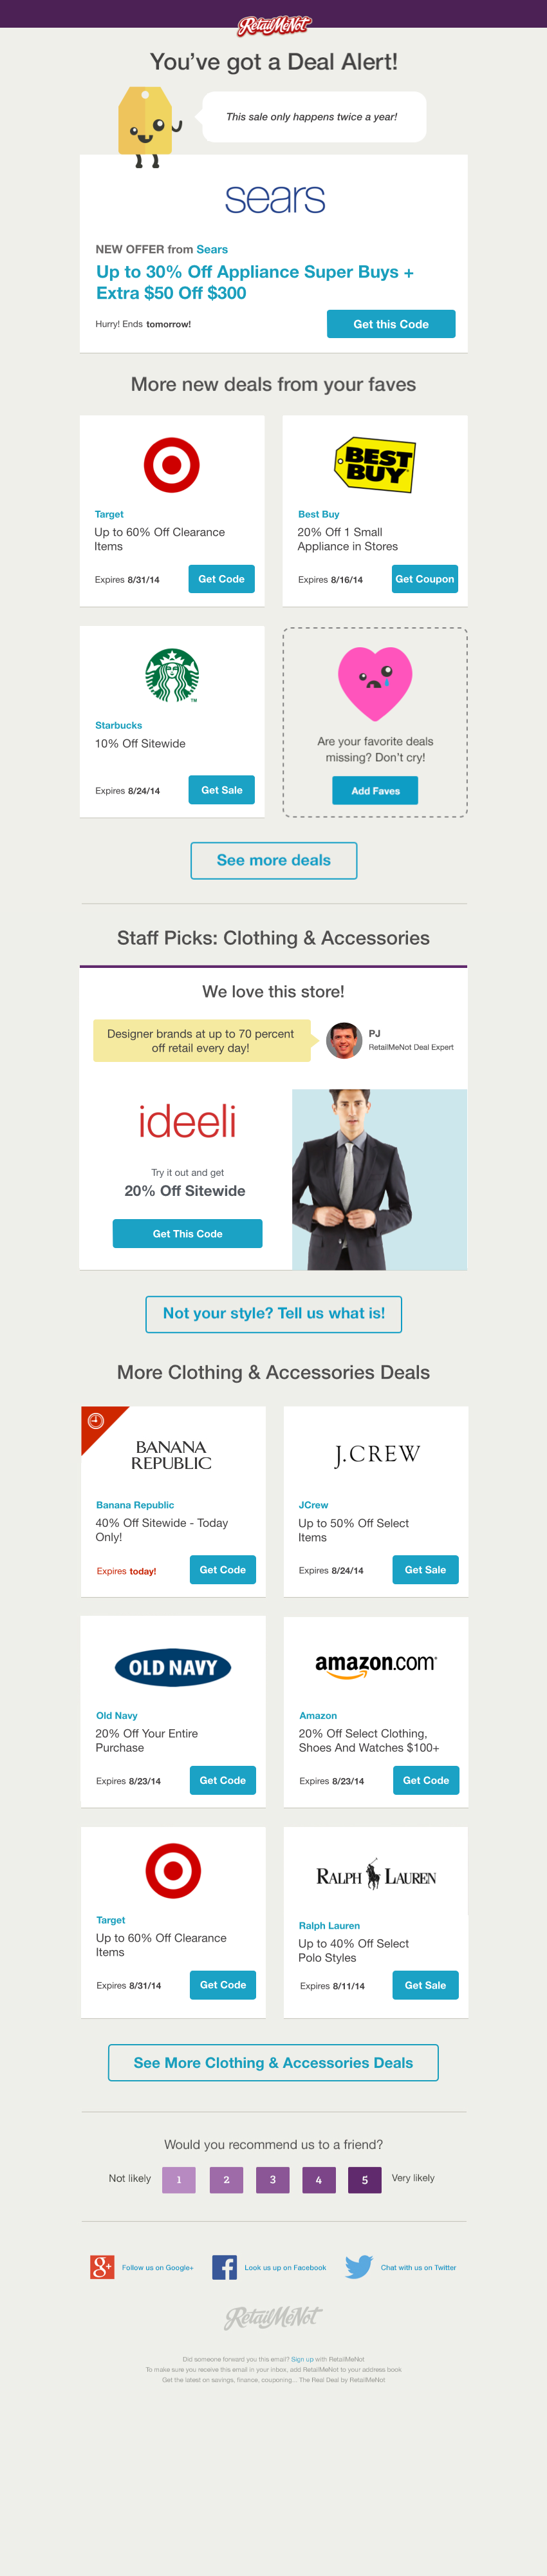 RetailMeNot
You've got a Deal Alert!
This sale only happens twice a year!
sears
NEW OFFER from Sears
Up to 30% Off Appliance Super Buys +
Extra $50 Off $300
Hurry! Ends tomorrow!
Get this Code
More new deals from your faves
Target
Up to 60% Off Clearance
Items
Expires 8/31/14
Get Code
BEST
BUY
Best Buy
20% Off 1 Small
Appliance in Stores
Expires 8/16/14
Get Coupon
TM
Starbucks
10% Off Sitewide
Expires 8/24/14
Get Sale
Are your favorite deals
missing? Don't cry!
Add Faves
See more deals
Staff Picks: Clothing & Accessories
We love this store!
Designer brands at up to 70 percent
off retail every day!
PJ
RetailMeNot Deal Expert
ideeli
Try it out and get
20% Off Sitewide
Get This Code
Not your style? Tell us what is!
More Clothing & Accessories Deals
BANANA
REPUBLIC
Banana Republic
40% Off Sitewide - Today
Only!
Expires today!
Get Code
J.CREW
JCrew
Up to 50% Off Select
Items
Expires 8/24/14
Get Sale
OLD NAVY
Old Navy
20% Off Your Entire
Purchase
Expires 8/23/14
Get Code
amazon.com
Amazon
20% Off Select Clothing,
Shoes And Watches $100+
Expires 8/23/14
Get Code
Target
Up to 60% Off Clearance
Items
Expires 8/31/14
Get Code
RALPH LAUREN
Ralph Lauren
Up to 40% Off Select
Polo Styles
Expires 8/11/14
Get Sale
See More Clothing & Accessories Deals
Would you recommend us to a friend?
Not likely 1 2 3 4 5 Very likely
g+ Follow us on Google+
f Look us up on Facebook
Chat with us on Twitter
RetailMeNot
Did someone forward you this email? Sign up with RetailMeNot
To make sure you receive this email in your inbox, add RetailMeNot to your address book
Get the latest on savings, finance, couponing... The Real Deal by RetailMeNot